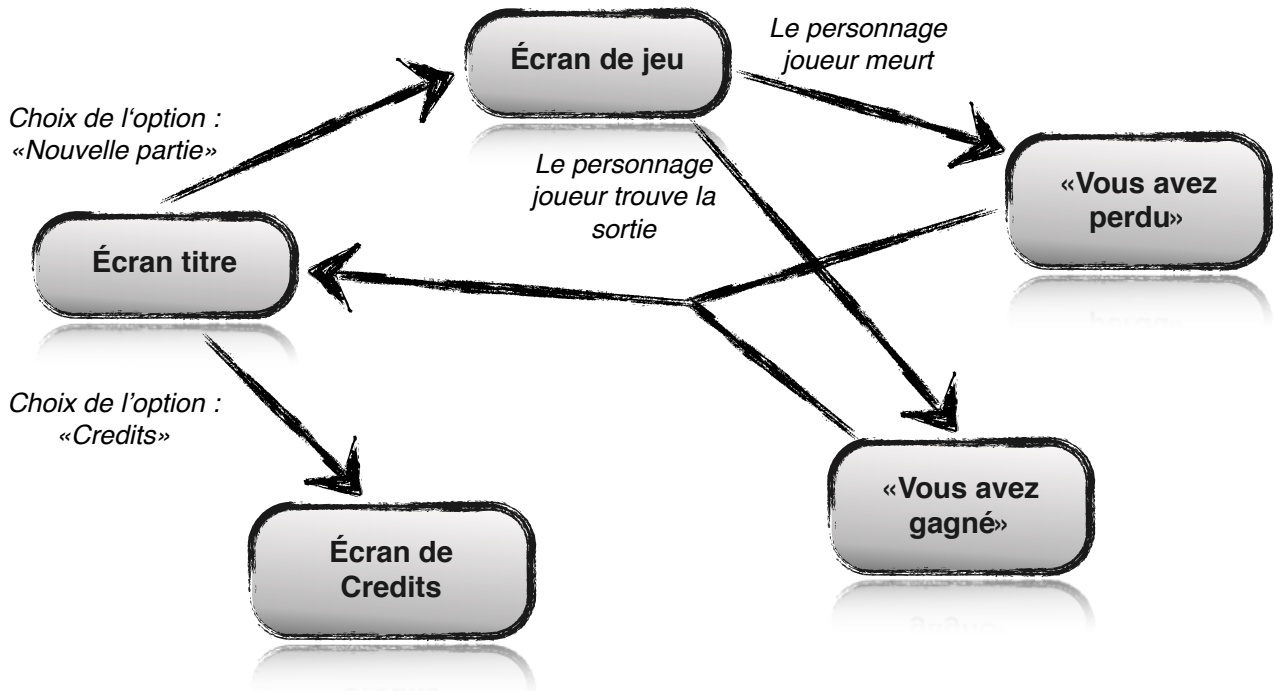 Écran de jeu
Le personnage
joueur meurt
Choix de l‘option :
«Nouvelle partie»
Le personnage
joueur trouve la
sortie
«Vous avez
perdu»
Écran titre
Choix de l’option :
«Credits»
«Vous avez
gagné»
Écran de
Credits